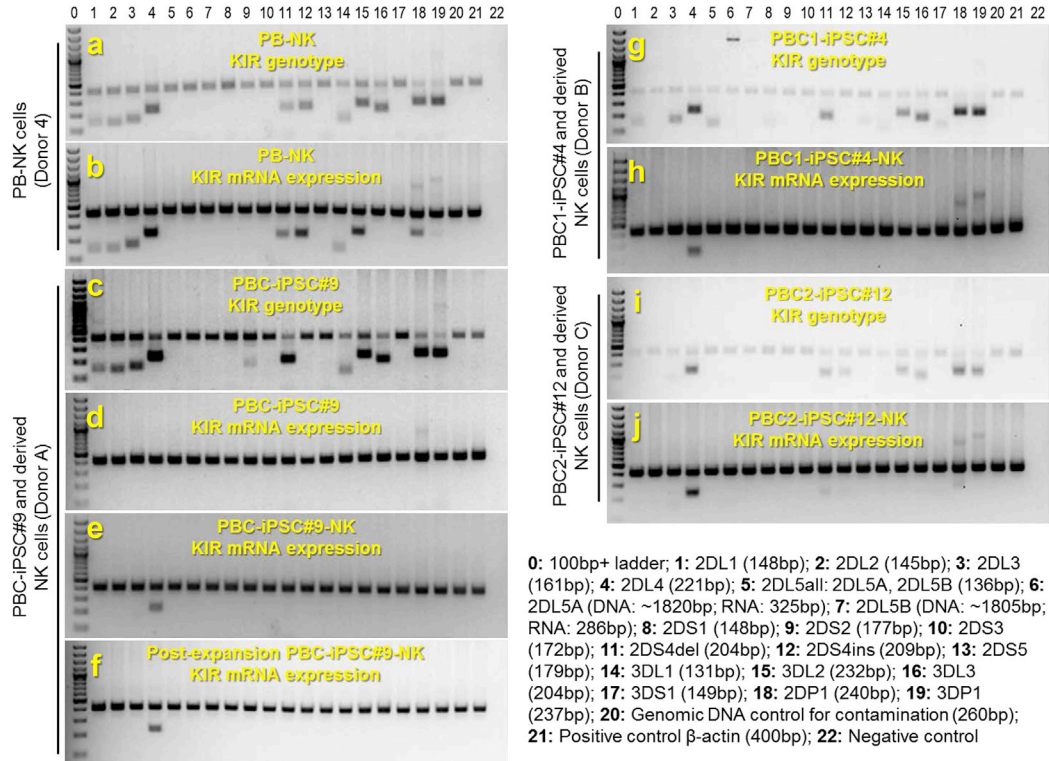 0 1 2 3 4 5 6 7 8 9 10 11 12 13 14 15 16 17 18 19 20 21 22
a
PB-NK
KIR genotype
b
PB-NK
KIR mRNA expression
PB-NK cells
(Donor 4)
c
PBC-iPSC#9
KIR genotype
d
PBC-iPSC#9
KIR mRNA expression
e
PBC-iPSC#9-NK
KIR mRNA expression
f
Post-expansion PBC-iPSC#9-NK
KIR mRNA expression
PBC-iPSC#9 and derived
NK cells (Donor A)
0 1 2 3 4 5 6 7 8 9 10 11 12 13 14 15 16 17 18 19 20 21 22
g
PBC1-iPSC#4
KIR genotype
h
PBC1-iPSC#4-NK
KIR mRNA expression
PBC1-iPSC#4 and derived
NK cells (Donor B)
i
PBC2-iPSC#12
KIR genotype
j
PBC2-iPSC#12-NK
KIR mRNA expression
PBC2-iPSC#12 and derived
NK cells (Donor C)
0: 100bp+ ladder; 1: 2DL1 (148bp); 2: 2DL2 (145bp); 3: 2DL3
(161bp); 4: 2DL4 (221bp); 5: 2DL5all: 2DL5A, 2DL5B (136bp); 6:
2DL5A (DNA: ~1820bp; RNA: 325bp); 7: 2DL5B (DNA: ~1805bp;
RNA: 286bp); 8: 2DS1 (148bp); 9: 2DS2 (177bp); 10: 2DS3
(172bp); 11: 2DS4del (204bp); 12: 2DS4ins (209bp); 13: 2DS5
(179bp); 14: 3DL1 (131bp); 15: 3DL2 (232bp); 16: 3DL3
(204bp); 17: 3DS1 (149bp); 18: 2DP1 (240bp); 19: 3DP1
(237bp); 20: Genomic DNA control for contamination (260bp);
21: Positive control β-actin (400bp); 22: Negative control